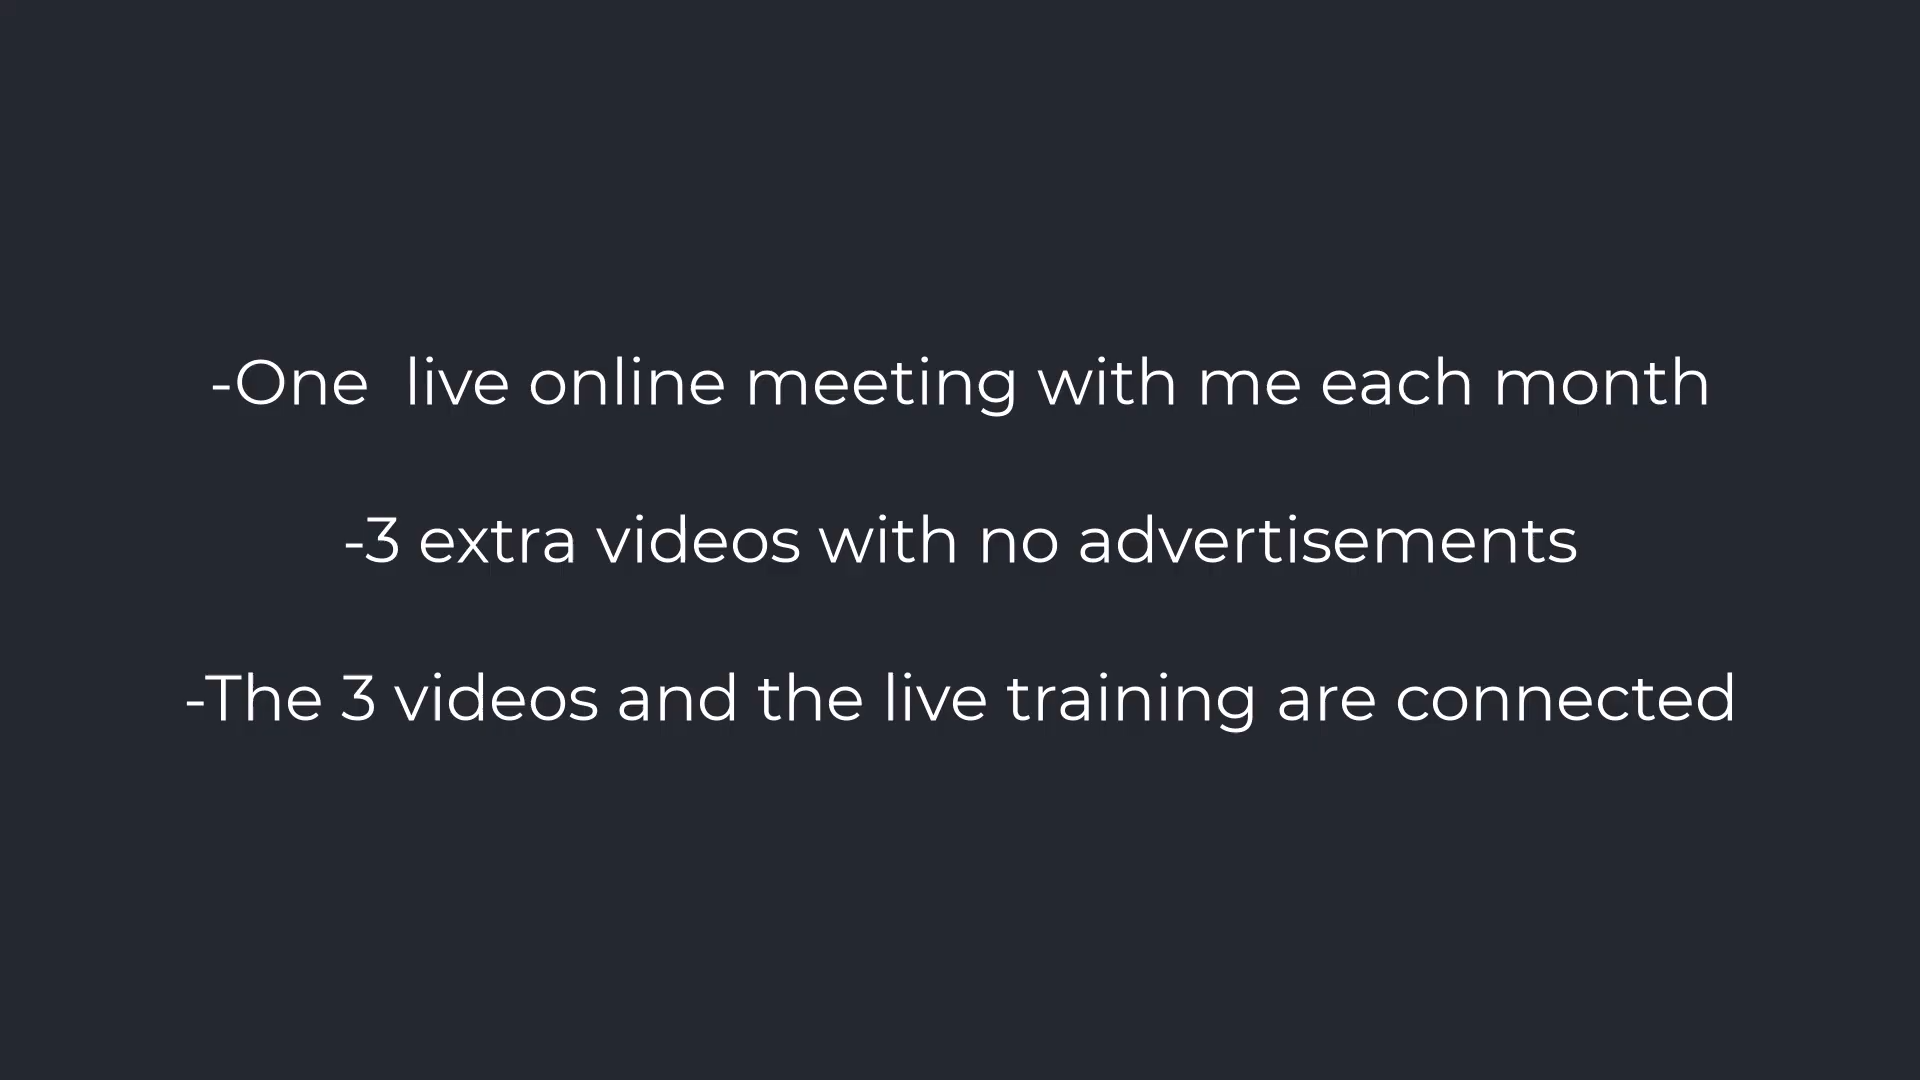 -One  live online meeting with me each month
-3 extra videos with no advertisements
-The 3 videos and the live training are connected